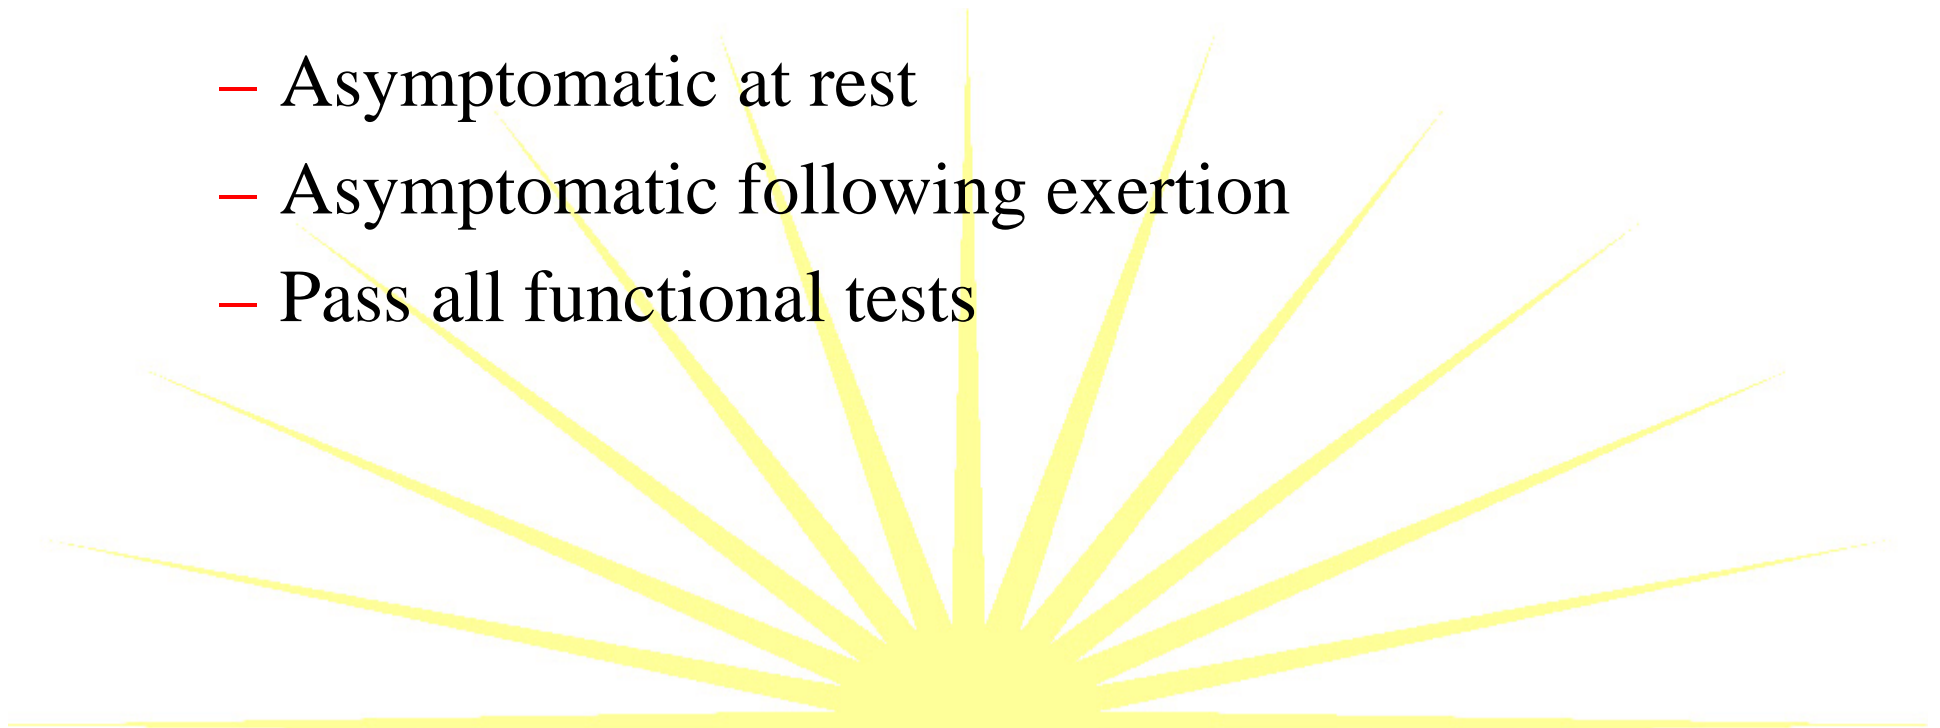 – Asymptomatic at rest
– Asymptomatic following exertion
– Pass all functional tests